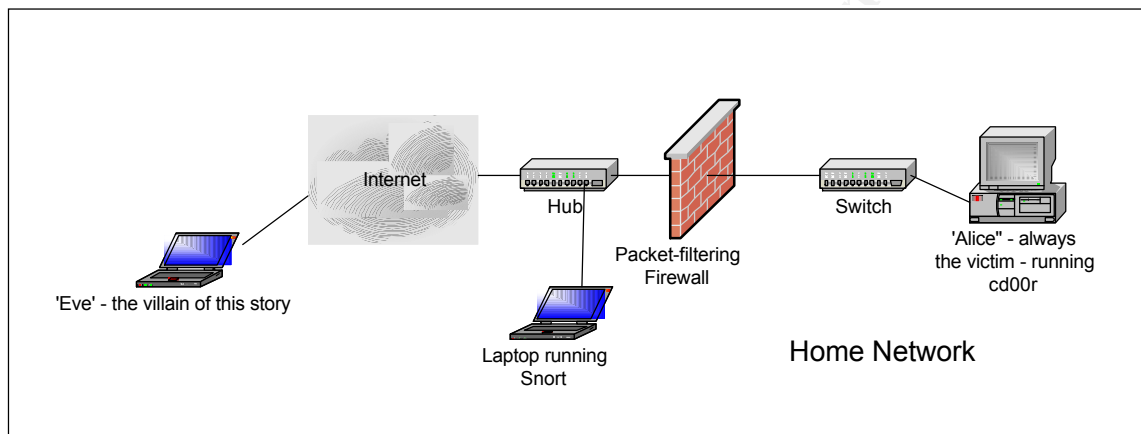 Internet
Hub
Switch
Packet-filtering
Firewall
'Alice" - always
the victim - running
cd00r
'Eve' - the villain of this story
Laptop running
Snort
Home Network